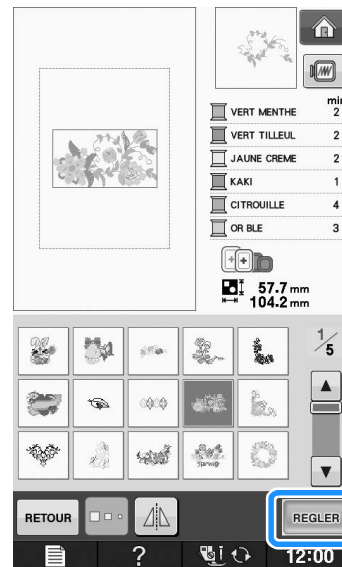 min
VERT MENTHE 2
VERT TILLEUL 2
JAUNE CREME 2
KAKI 1
CITROUILLE 4
OR BLE 3
57.7 mm
104.2 mm
1/5
RETOUR
REGLER
?
12:00